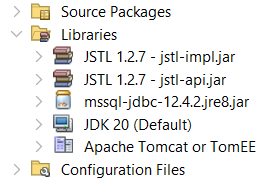 Source Packages
Libraries
JSTL 1.2.7 - jstl-impl.jar
JSTL 1.2.7 - jstl-api.jar
mssql-jdbc-12.4.2.jre8.jar
JDK 20 (Default)
Apache Tomcat or TomEE
Configuration Files